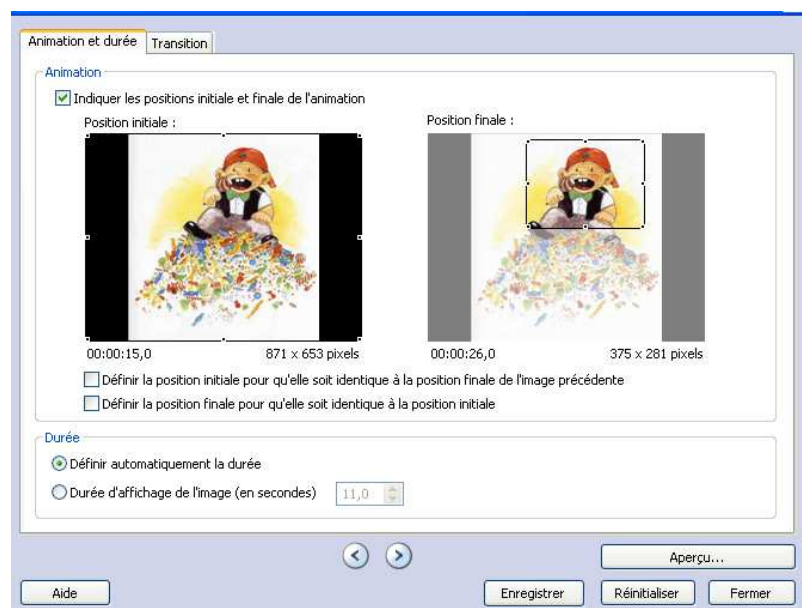 Animation et durée
Transition
Animation
Indiquer les positions initiale et finale de l'animation
Position initiale :
Position finale :
00:00:15,0
871 x 653 pixels
00:00:26,0
375 x 281 pixels
Définir la position initiale pour qu'elle soit identique à la position finale de l'image précédente
Définir la position finale pour qu'elle soit identique à la position initiale
Durée
Définir automatiquement la durée
Durée d'affichage de l'image (en secondes)
11,0
Aperçu...
Aide
Enregistrer
Réinitialiser
Fermer